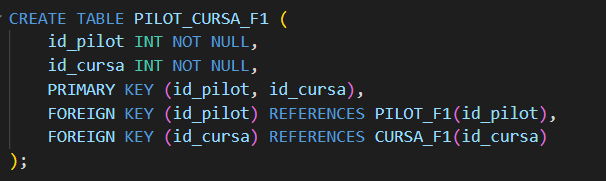 CREATE TABLE PILOT_CURSA_F1 (
    id_pilot INT NOT NULL,
    id_cursa INT NOT NULL,
    PRIMARY KEY (id_pilot, id_cursa),
    FOREIGN KEY (id_pilot) REFERENCES PILOT_F1(id_pilot),
    FOREIGN KEY (id_cursa) REFERENCES CURSA_F1(id_cursa)
);